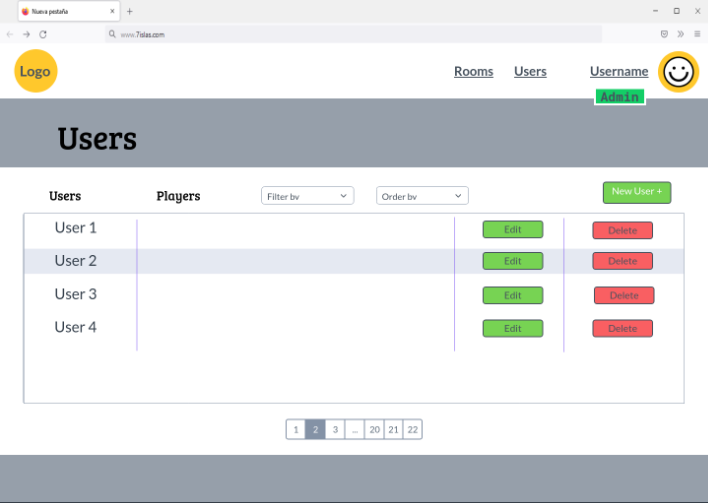 Nueva pestaña
www.7islas.com
Logo
Rooms Users Username
Admin
Users
Users Players Filter by Order by New User +
User 1 Edit Delete
User 2 Edit Delete
User 3 Edit Delete
User 4 Edit Delete
1 2 3 ... 20 21 22